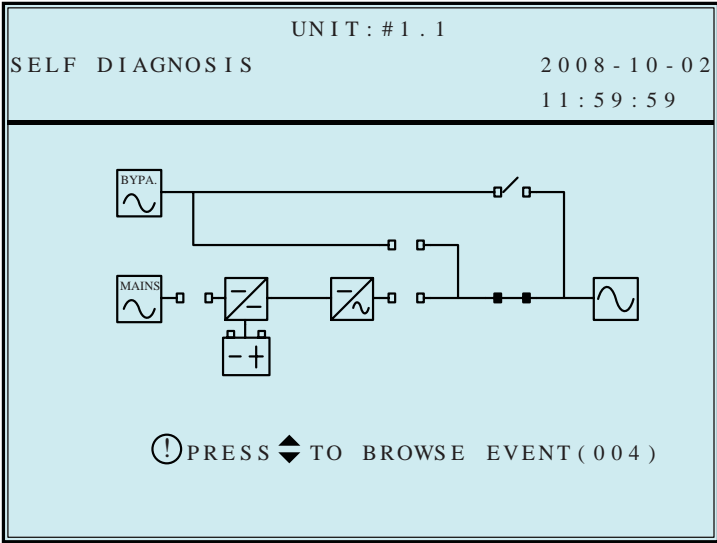 UNIT:#1.1
SELF DIAGNOSIS 2008-10-02
11:59:59
BYPA.
MAINS
PRESS TO BROWSE EVENT(004)